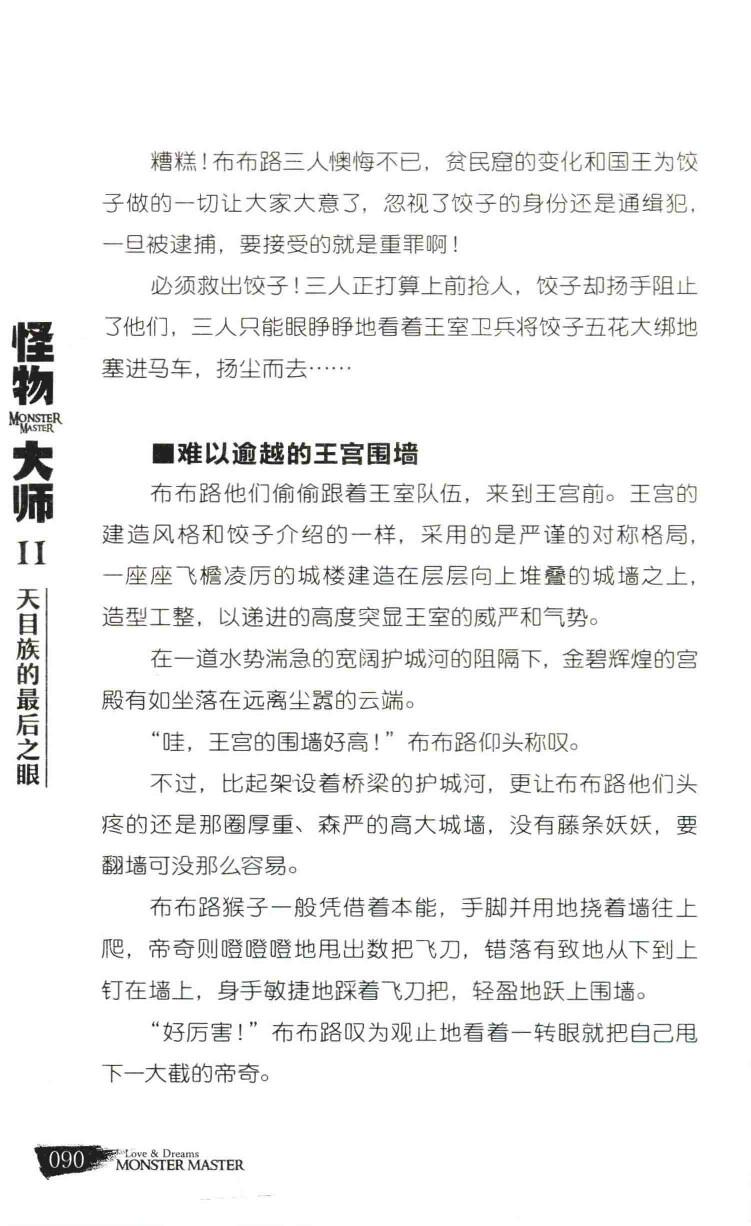 糟糕！布布路三人懊悔不已，贫民窟的变化和国王为饺
子做的一切让大家大意了，忽视了饺子的身份还是通缉犯，
一旦被逮捕，要接受的就是重罪啊！
必须救出饺子！三人正打算上前抢人，饺子却扬手阻止
了他们，三人只能眼睁睁地看着王室卫兵将饺子五花大绑地
塞进马车，扬尘而去……
■难以逾越的王宫围墙
布布路他们偷偷跟着王室队伍，来到王宫前。王宫的
建造风格和饺子介绍的一样，采用的是严谨的对称格局，
一座座飞檐凌厉的城楼建造在层层向上堆叠的城墙之上，
造型工整，以递进的高度突显王室的威严和气势。
在一道水势湍急的宽阔护城河的阻隔下，金碧辉煌的宫
殿有如坐落在远离尘嚣的云端。
“哇，王宫的围墙好高！”布布路仰头称叹。
不过，比起架设着桥梁的护城河，更让布布路他们头
疼的还是那圈厚重、森严的高大城墙，没有藤条妖妖，要
翻墙可没那么容易。
布布路猴子一般凭借着本能，手脚并用地挠着墙往上
爬，帝奇则噔噔噔地甩出数把飞刀，错落有致地从下到上
钉在墙上，身手敏捷地踩着飞刀把，轻盈地跃上围墙。
“好厉害！”布布路叹为观止地看着一转眼就把自己甩
下一大截的帝奇。
怪物
MONSTER
MASTER
大师
II
天目族的最后之眼
090
Love & Dreams
MONSTER MASTER